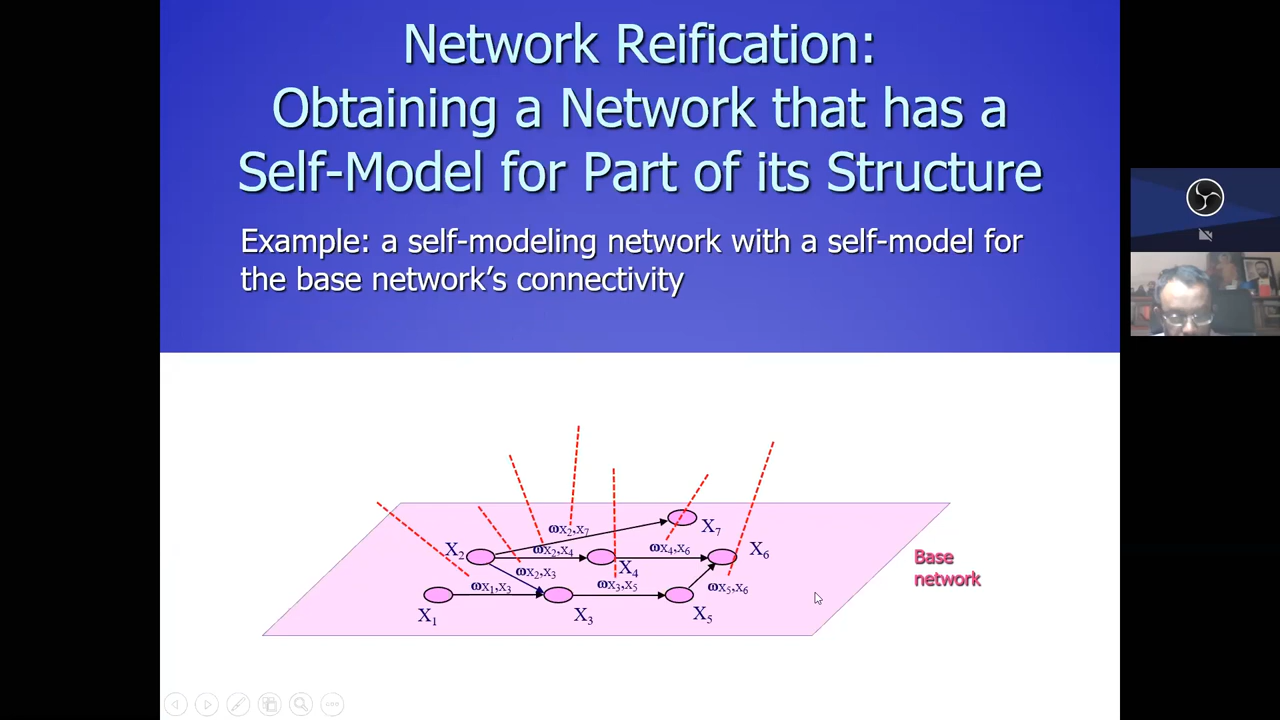 Network Reification:
Obtaining a Network that has a
Self-Model for Part of its Structure
Example: a self-modeling network with a self-model for
the base network's connectivity
X7
ωx2,x7
X2
ωx2,x4
ωx4,x6
X6
X4
Base
network
ωx2,x3
ωx1,x3
ωx3,x5
ωx5,x6
X1
X3
X5